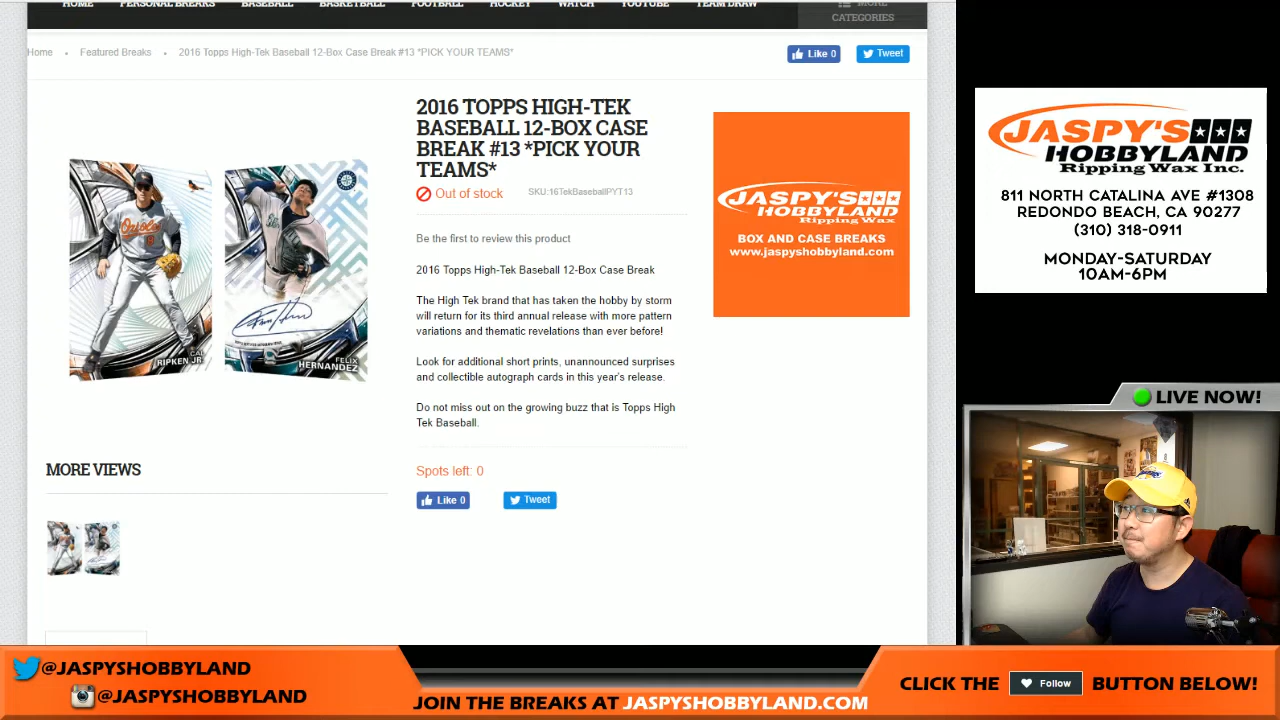 HOME PERSONAL BREAKS BASEBALL BASKETBALL FOOTBALL HOCKEY WATCH YOUTUBE TEAM DRAW MORE
CATEGORIES
Home • Featured Breaks • 2016 Topps High-Tek Baseball 12-Box Case Break #13 *PICK YOUR TEAMS*
Like 0
Tweet
2016 TOPPS HIGH-TEK
BASEBALL 12-BOX CASE
BREAK #13 *PICK YOUR
TEAMS*
Out of stock SKU:16TekBaseballPYT13
Be the first to review this product
2016 Topps High-Tek Baseball 12-Box Case Break
The High Tek brand that has taken the hobby by storm
will return for its third annual release with more pattern
variations and thematic revelations than ever before!
Look for additional short prints, unannounced surprises
and collectible autograph cards in this year's release.
Do not miss out on the growing buzz that is Topps High
Tek Baseball.
Spots left: 0
Like 0
Tweet
Orioles
8
CAL
RIPKEN JR.
FELIX
HERNANDEZ
MORE VIEWS
JASPY'S
HOBBYLAND
Ripping Wax
BOX AND CASE BREAKS
www.jaspyshobbyland.com
JASPY'S
HOBBYLAND
Ripping Wax Inc.
811 NORTH CATALINA AVE #1308
REDONDO BEACH, CA 90277
(310) 318-0911
MONDAY-SATURDAY
10AM-6PM
LIVE NOW!
@JASPYSHOBBYLAND
@JASPYSHOBBYLAND
JOIN THE BREAKS AT JASPYSHOBBYLAND.COM
CLICK THE Follow BUTTON BELOW!